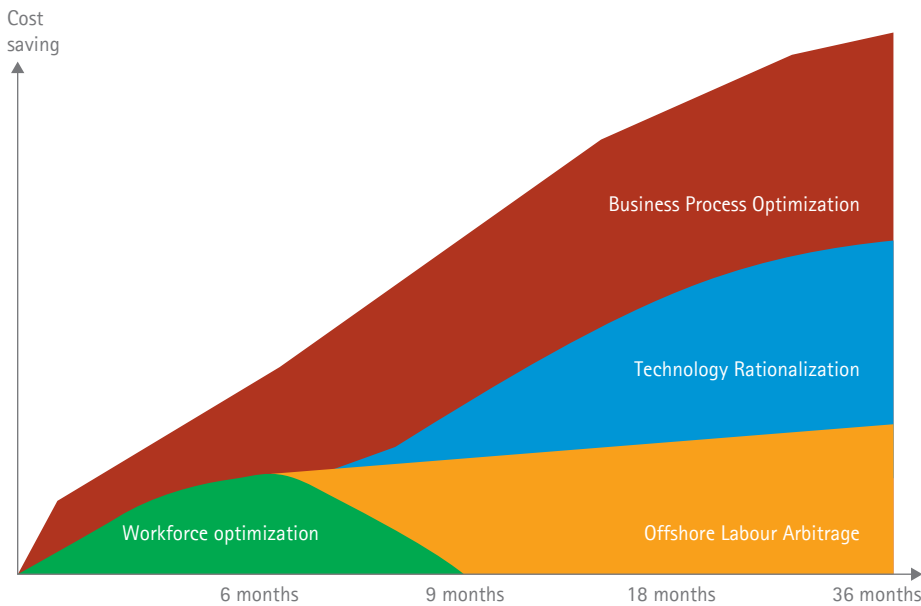 Cost
saving
Business Process Optimization
Technology Rationalization
Workforce optimization
Offshore Labour Arbitrage
6 months
9 months
18 months
36 months